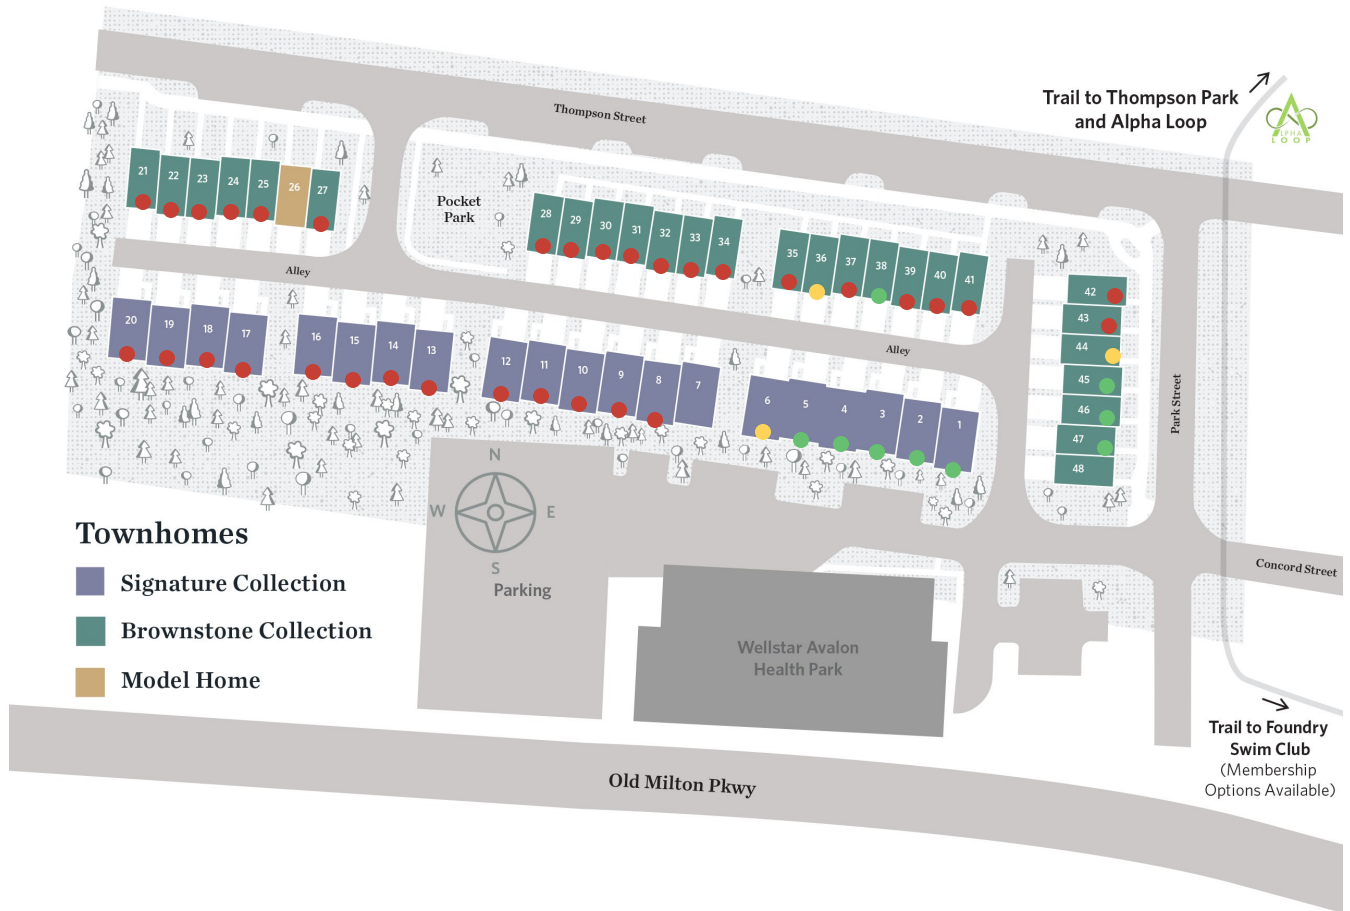 Thompson Street
Trail to Thompson Park
and Alpha Loop
ALPHA
LOOP
21
22
23
24
25
26
27
Pocket
Park
28
29
30
31
32
33
34
35
36
37
38
39
40
41
42
43
44
45
46
47
48
Alley
Alley
20
19
18
17
16
15
14
13
12
11
10
9
8
7
6
5
4
3
2
1
Park Street
N
W
E
S
Parking
Concord Street
Townhomes
Signature Collection
Brownstone Collection
Model Home
Wellstar Avalon
Health Park
Trail to Foundry
Swim Club
(Membership
Options Available)
Old Milton Pkwy